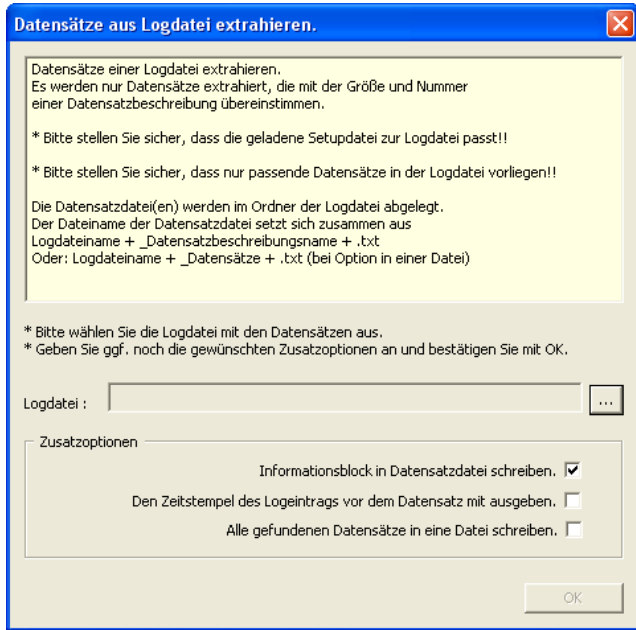 Datensätze aus Logdatei extrahieren.
Datensätze einer Logdatei extrahieren.
Es werden nur Datensätze extrahiert, die mit der Größe und Nummer
einer Datensatzbeschreibung übereinstimmen.
* Bitte stellen Sie sicher, dass die geladene Setupdatei zur Logdatei passt!!
* Bitte stellen Sie sicher, dass nur passende Datensätze in der Logdatei vorliegen!!
Die Datensatzdatei(en) werden im Ordner der Logdatei abgelegt.
Der Dateiname der Datensatzdatei setzt sich zusammen aus
Logdateiname + _Datensatzbeschreibungsname + .txt
Oder: Logdateiname + _Datensätze + .txt (bei Option in einer Datei)
* Bitte wählen Sie die Logdatei mit den Datensätzen aus.
* Geben Sie ggf. noch die gewünschten Zusatzoptionen an und bestätigen Sie mit OK.
Logdatei : ...
Zusatzoptionen
Informationsblock in Datensatzdatei schreiben.
Den Zeitstempel des Logeintrags vor dem Datensatz mit ausgeben.
Alle gefundenen Datensätze in eine Datei schreiben.
OK